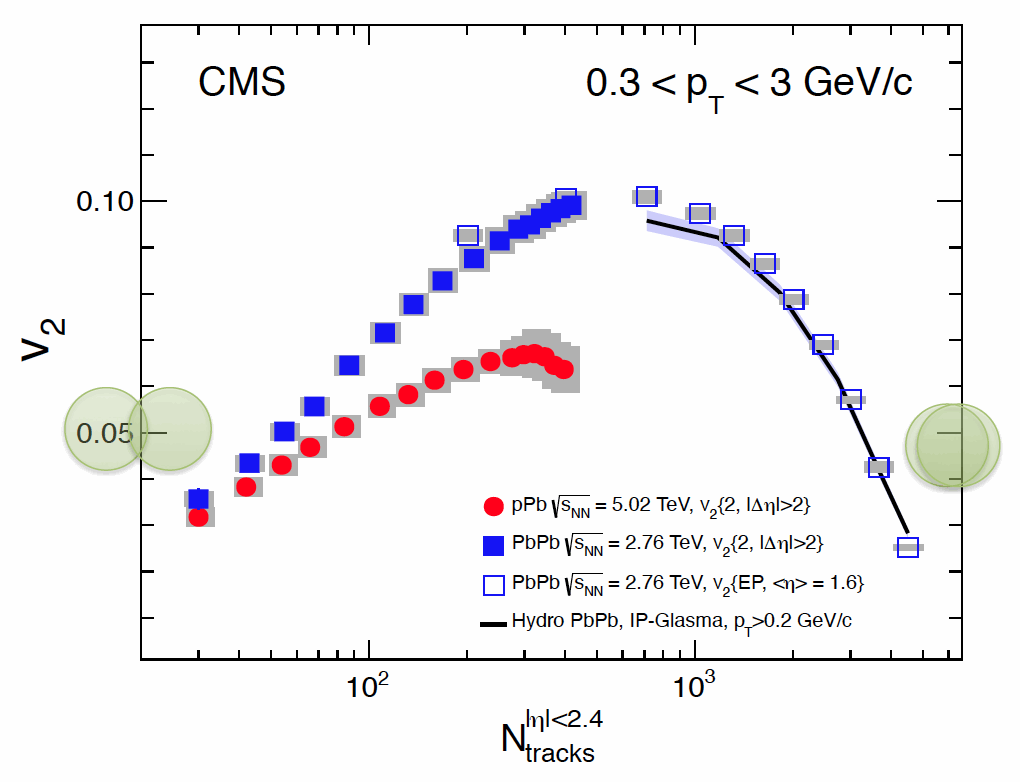 CMS
0.3 < p_T < 3 GeV/c
0.10
v_2
0.05
pPb √s_NN = 5.02 TeV, v_2{2, |Δη|>2}
PbPb √s_NN = 2.76 TeV, v_2{2, |Δη|>2}
PbPb √s_NN = 2.76 TeV, v_2{EP, <η> = 1.6}
Hydro PbPb, IP-Glasma, p_T>0.2 GeV/c
10^2
10^3
N_tracks^|η|<2.4